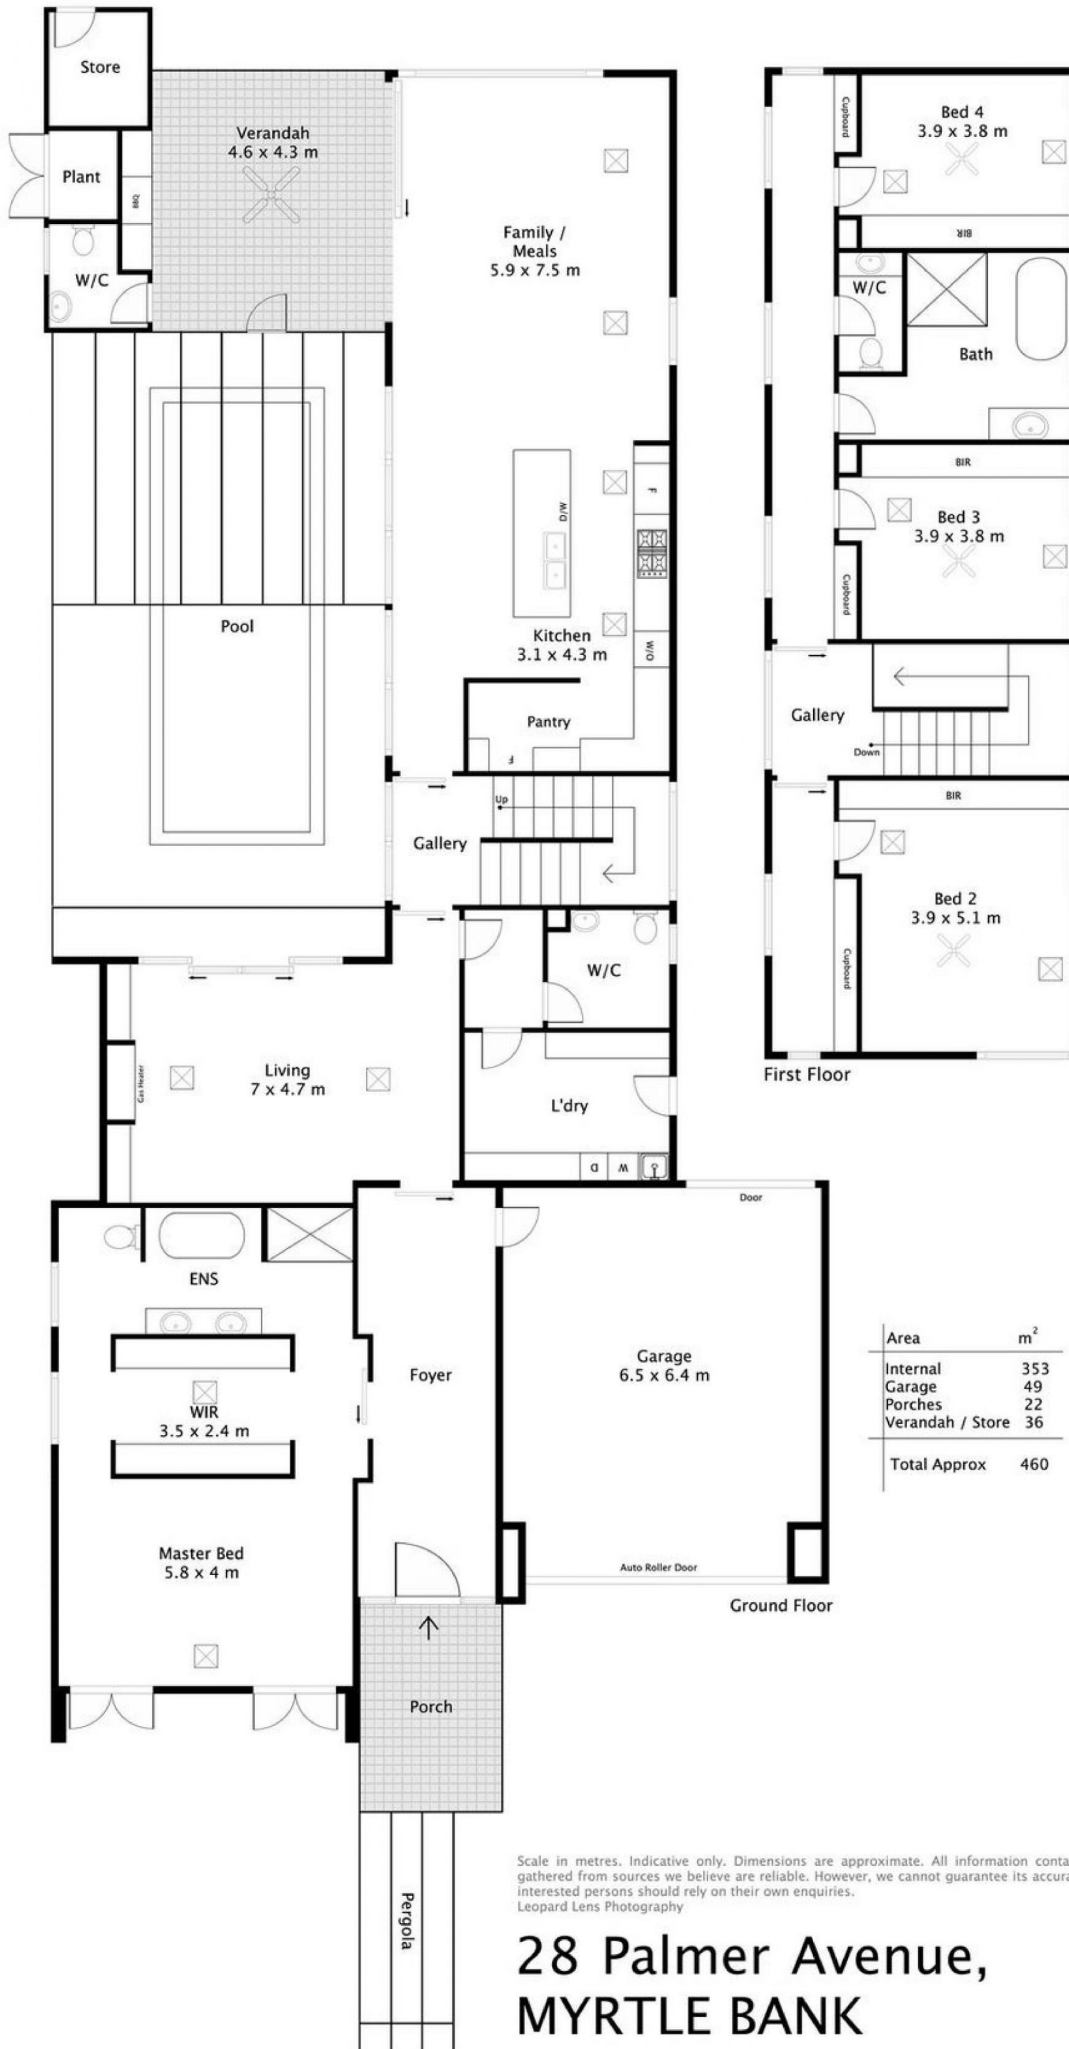 Store
Verandah
4.6 x 4.3 m
Plant
BBQ
W/C
Family /
Meals
5.9 x 7.5 m
D/W
F
Pool
Kitchen
3.1 x 4.3 m
W/O
Pantry
F
Up
Gallery
W/C
Living
7 x 4.7 m
Gas Heater
L'dry
D
W
Door
ENS
WIR
3.5 x 2.4 m
Foyer
Garage
6.5 x 6.4 m
Master Bed
5.8 x 4 m
Auto Roller Door
Ground Floor
Porch
Pergola
Cupboard
Bed 4
3.9 x 3.8 m
BIR
W/C
Bath
BIR
Bed 3
3.9 x 3.8 m
Cupboard
Gallery
Down
BIR
Bed 2
3.9 x 5.1 m
Cupboard
First Floor
Area m²
Internal 353
Garage 49
Porches 22
Verandah / Store 36
Total Approx 460
Scale in metres. Indicative only. Dimensions are approximate. All information
gathered from sources we believe are reliable. However, we cannot guarantee its
interested persons should rely on their own enquiries.
Leopard Lens Photography
28 Palmer Avenue,
MYRTLE BANK